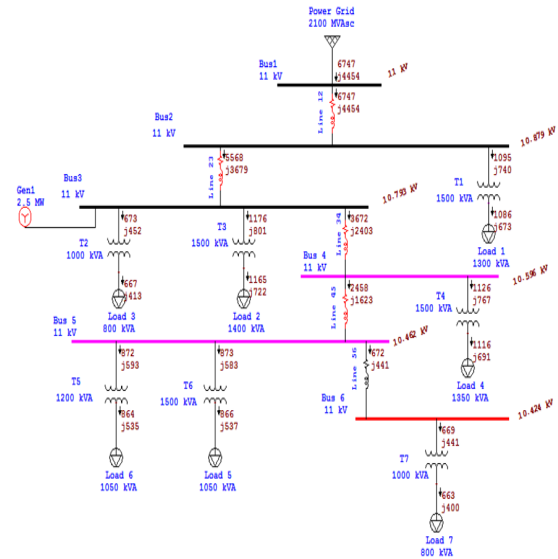 Power Grid
2100 MVAsc
6747
j4454
Bus1
11 kV
11 kV
6747
j4454
Line 12
Bus2
11 kV
10.879 kV
5568
j3679
Line 23
1095
j740
T1
1500 kVA
1086
j673
Load 1
1300 kVA
Bus3
11 kV
10.793 kV
Gen1
2.5 MW
673
j452
T2
1000 kVA
667
j413
Load 3
800 kVA
1176
j801
T3
1500 kVA
1165
j722
Load 2
1400 kVA
3672
j2403
Line 34
Bus 4
11 kV
10.596 kV
2458
j1623
Line 45
1126
j767
T4
1500 kVA
1116
j691
Load 4
1350 kVA
Bus 5
11 kV
10.462 kV
872
j593
T5
1200 kVA
864
j535
Load 6
1050 kVA
873
j583
T6
1500 kVA
866
j537
Load 5
1050 kVA
672
j441
Line 56
Bus 6
11 kV
10.424 kV
669
j441
T7
1000 kVA
663
j400
Load 7
800 kVA